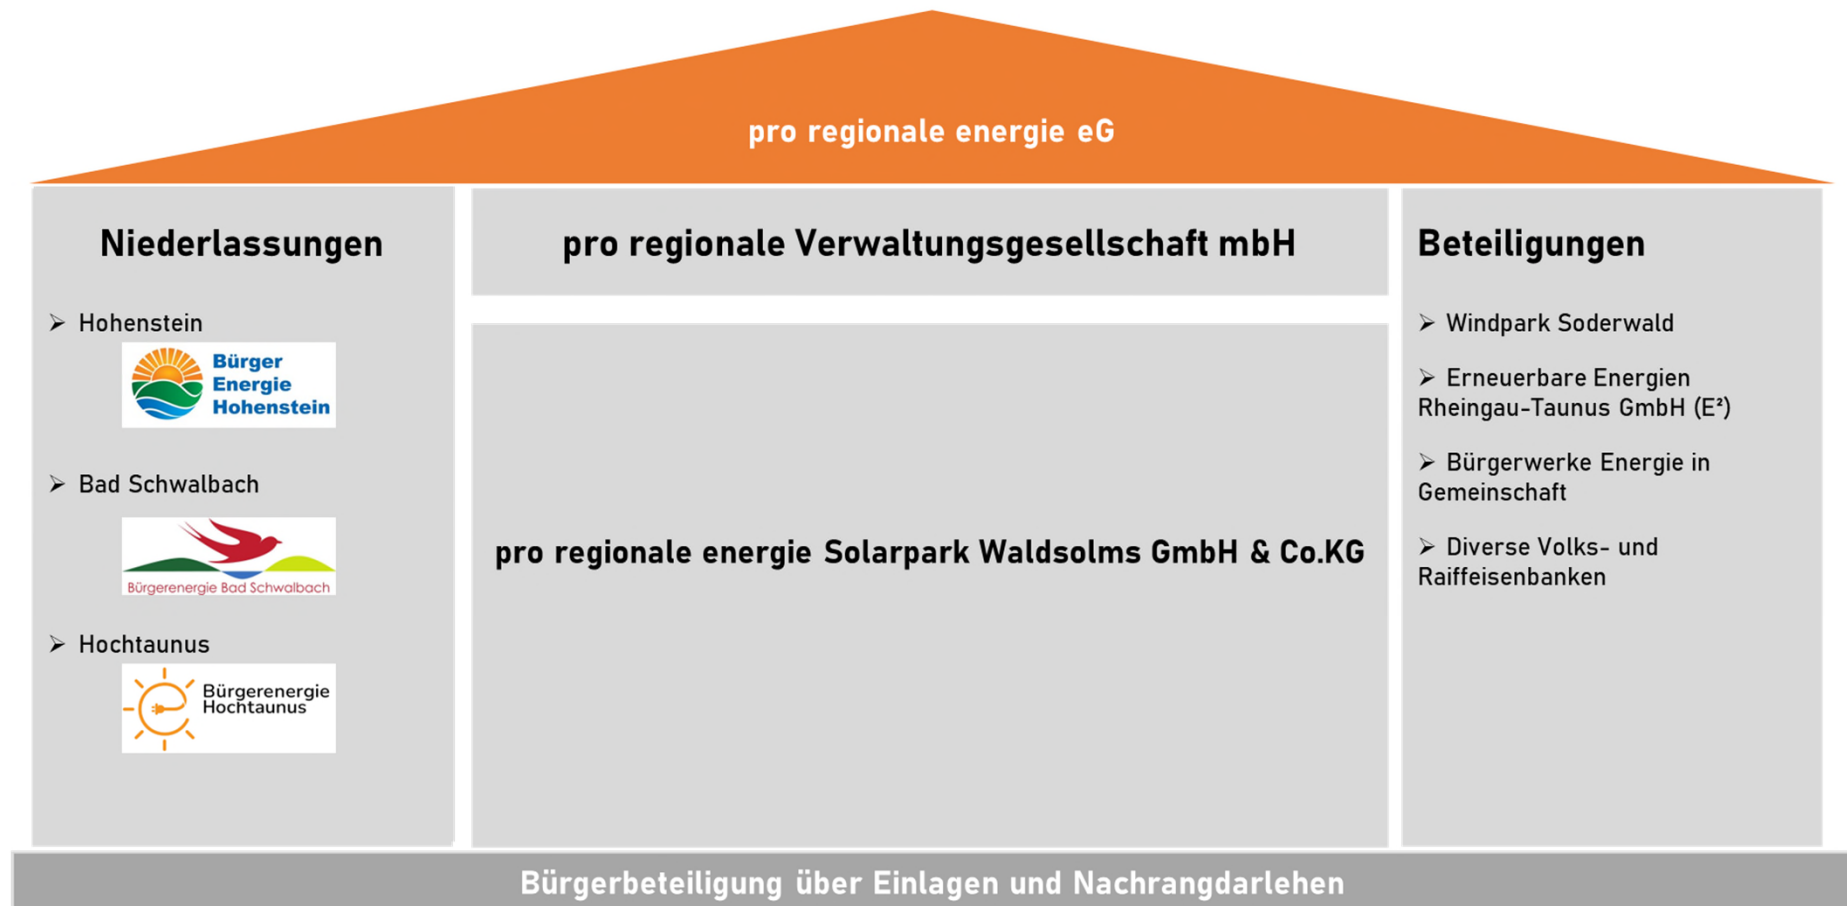 pro regionale energie eG
Niederlassungen
➢ Hohenstein
Bürger
Energie
Hohenstein
➢ Bad Schwalbach
Bürgerenergie Bad Schwalbach
➢ Hochtaunus
Bürgerenergie
Hochtaunus
pro regionale Verwaltungsgesellschaft mbH
pro regionale energie Solarpark Waldsolms GmbH & Co.KG
Beteiligungen
➢ Windpark Soderwald
➢ Erneuerbare Energien
Rheingau-Taunus GmbH (E²)
➢ Bürgerwerke Energie in
Gemeinschaft
➢ Diverse Volks- und
Raiffeisenbanken
Bürgerbeteiligung über Einlagen und Nachrangdarlehen